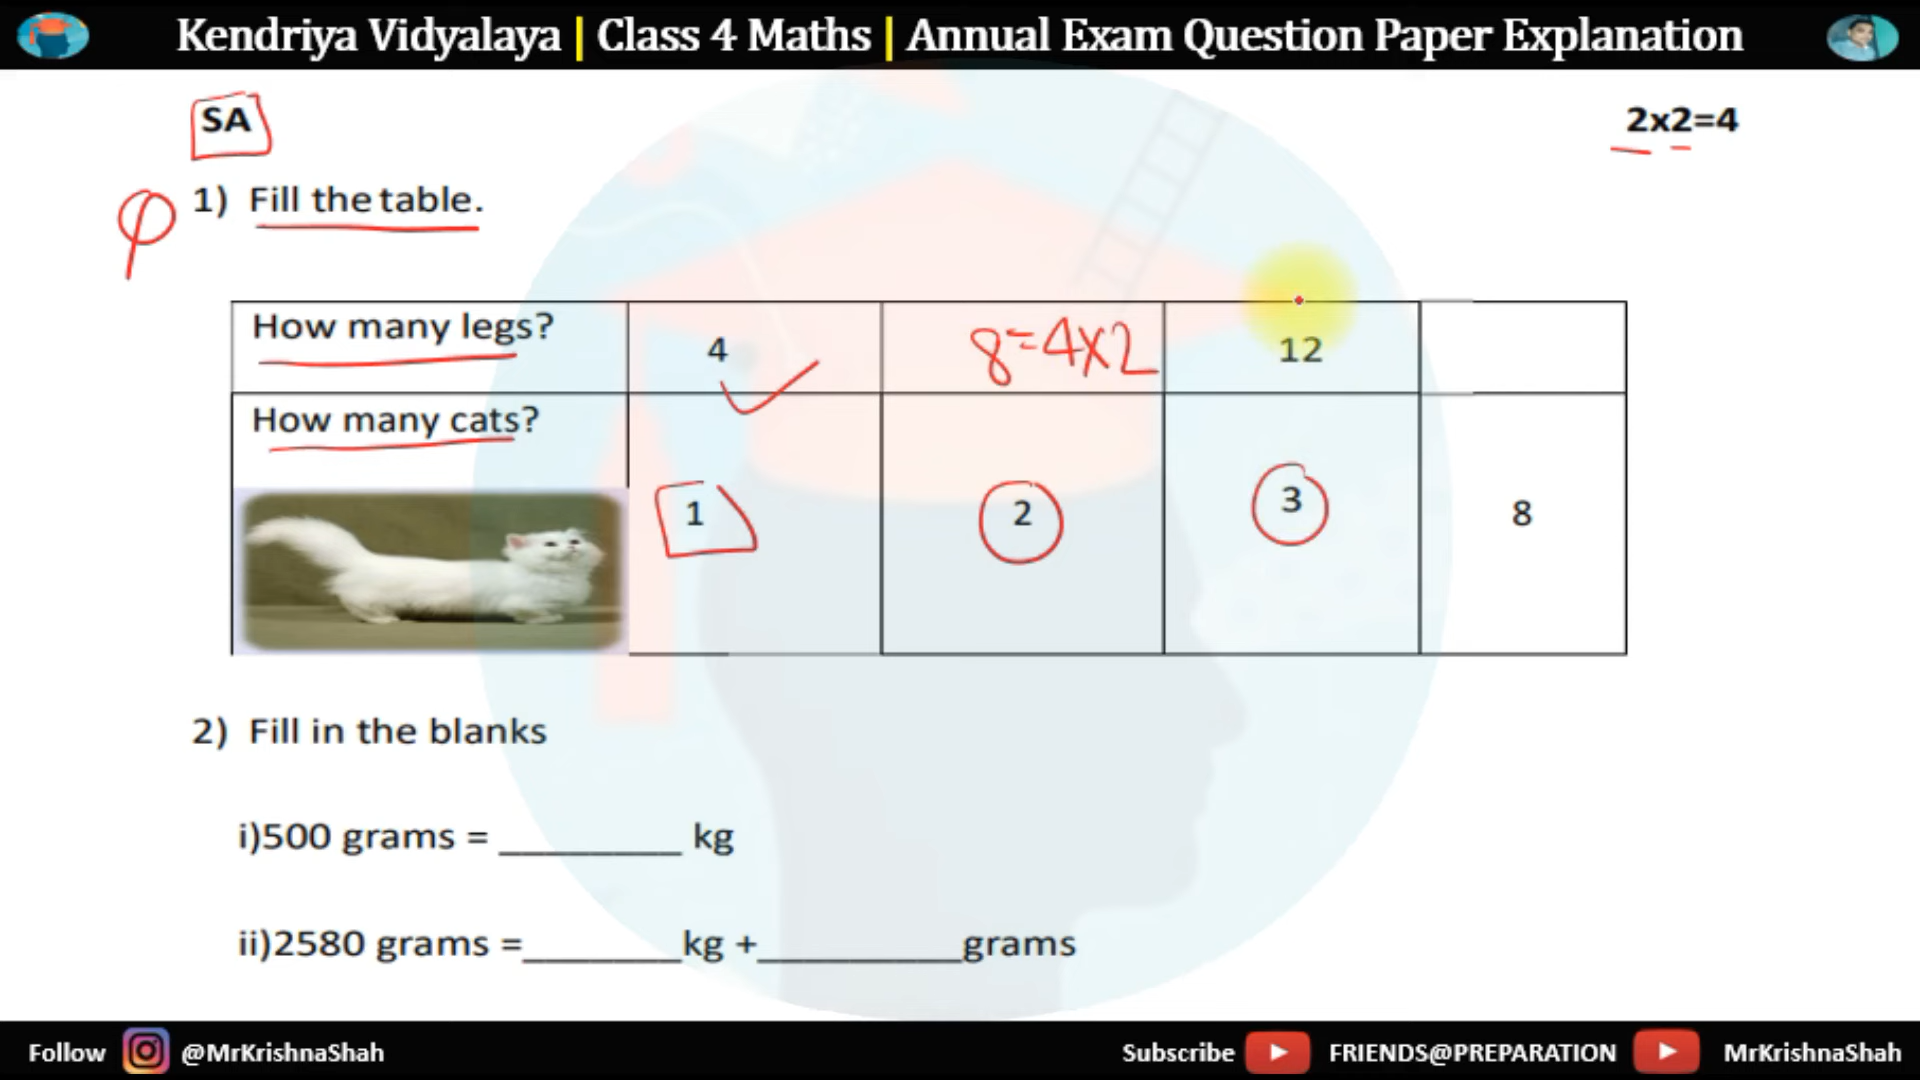 Kendriya Vidyalaya | Class 4 Maths | Annual Exam Question Paper Explanation
SA
2x2=4
1) Fill the table.
How many legs? 4 8=4x2 12
How many cats? 1 2 3 8
2) Fill in the blanks
i)500 grams = _________ kg
ii)2580 grams =________kg +__________grams
Follow @MrKrishnaShah Subscribe FRIENDS@PREPARATION MrKrishnaShah